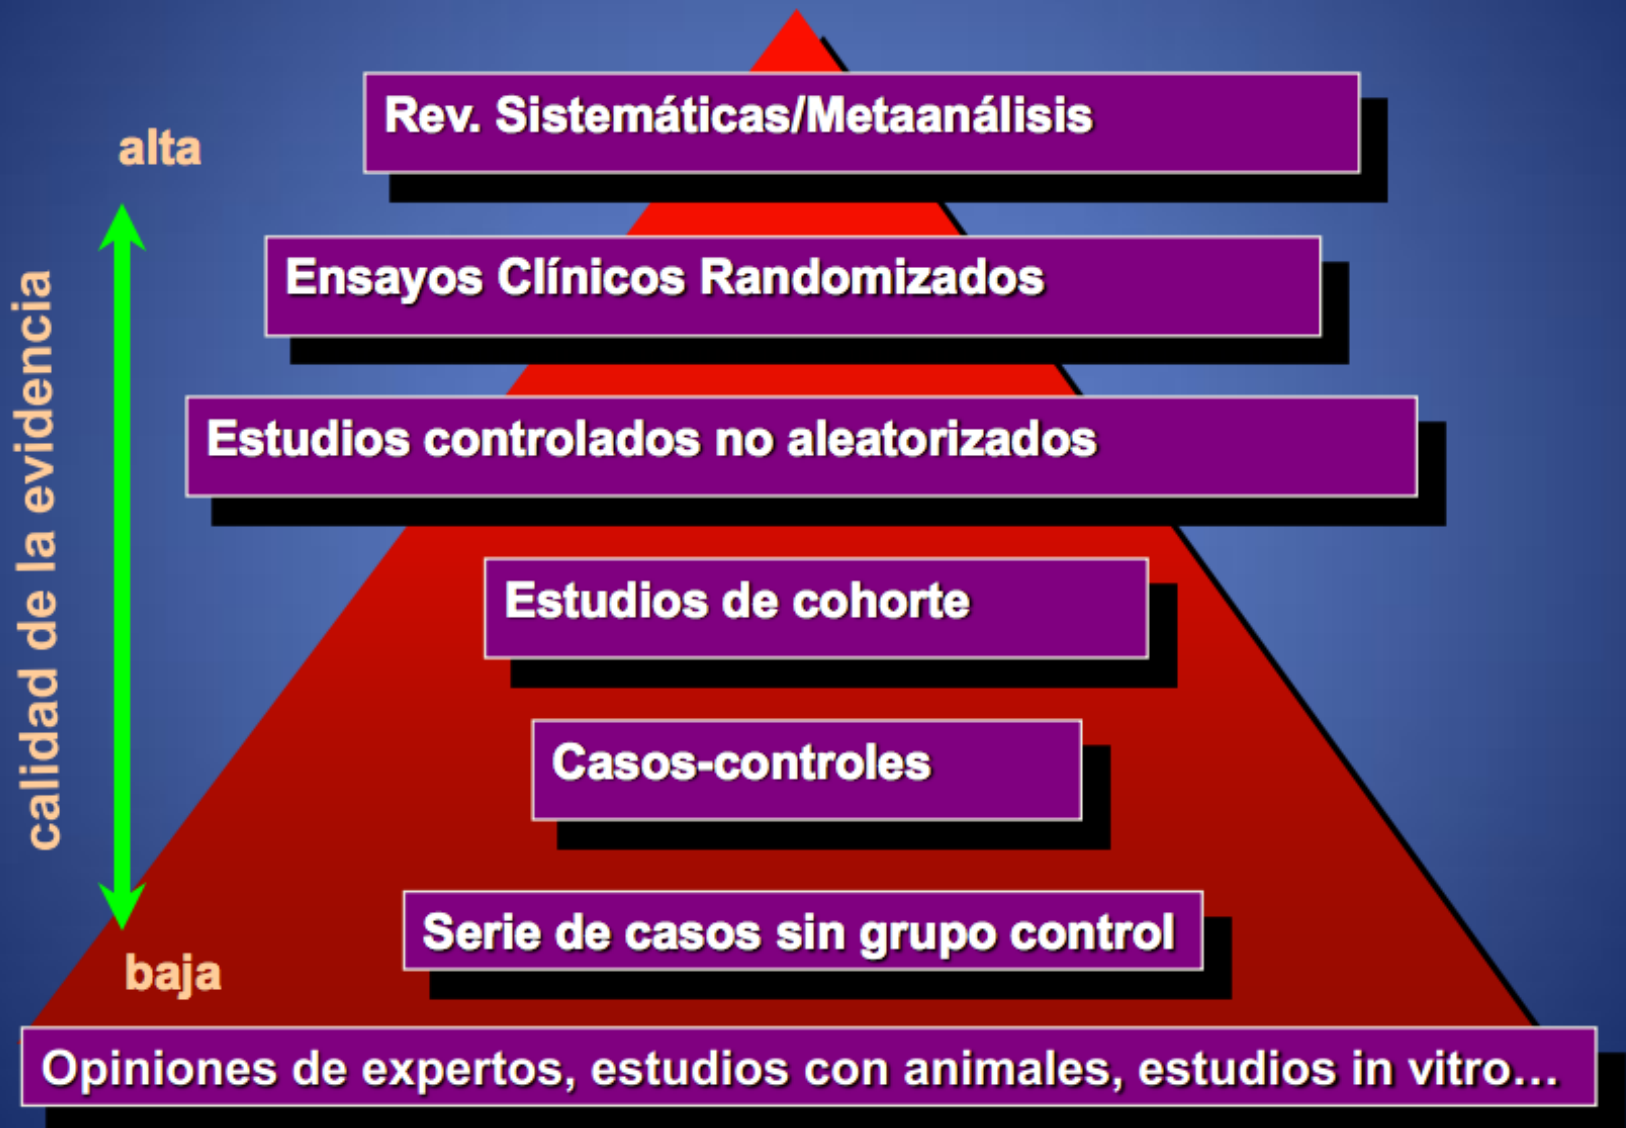 Rev. Sistemáticas/Metaanálisis
alta
Ensayos Clínicos Randomizados
calidad de la evidencia
Estudios controlados no aleatorizados
Estudios de cohorte
Casos-controles
Serie de casos sin grupo control
baja
Opiniones de expertos, estudios con animales, estudios in vitro...